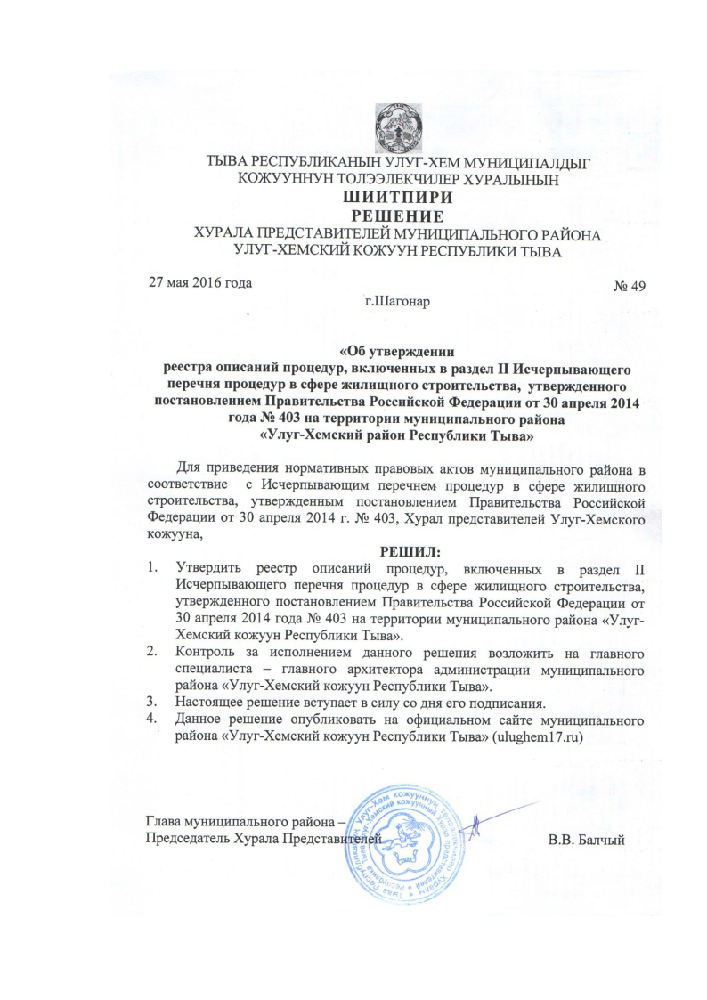 ТЫВА РЕСПУБЛИКАНЫН УЛУГ-ХЕМ МУНИЦИПАЛДЫГ
КОЖУУННУН ТОЛЭЭЛЕКЧИЛЕР ХУРАЛЫНЫН
ШИИТПИРИ
РЕШЕНИЕ
ХУРАЛА ПРЕДСТАВИТЕЛЕЙ МУНИЦИПАЛЬНОГО РАЙОНА
УЛУГ-ХЕМСКИЙ КОЖУУН РЕСПУБЛИКИ ТЫВА
27 мая 2016 года № 49
г.Шагонар
«Об утверждении
реестра описаний процедур, включенных в раздел II Исчерпывающего
перечня процедур в сфере жилищного строительства, утвержденного
постановлением Правительства Российской Федерации от 30 апреля 2014
года № 403 на территории муниципального района
«Улуг-Хемский район Республики Тыва»
Для приведения нормативных правовых актов муниципального района в
соответствие с Исчерпывающим перечнем процедур в сфере жилищного
строительства, утвержденным постановлением Правительства Российской
Федерации от 30 апреля 2014 г. № 403, Хурал представителей Улуг-Хемского
кожууна,
РЕШИЛ:
1. Утвердить реестр описаний процедур, включенных в раздел II
Исчерпывающего перечня процедур в сфере жилищного строительства,
утвержденного постановлением Правительства Российской Федерации от
30 апреля 2014 года № 403 на территории муниципального района «Улуг-
Хемский кожуун Республики Тыва».
2. Контроль за исполнением данного решения возложить на главного
специалиста – главного архитектора администрации муниципального
района «Улуг-Хемский кожуун Республики Тыва».
3. Настоящее решение вступает в силу со дня его подписания.
4. Данное решение опубликовать на официальном сайте муниципального
района «Улуг-Хемский кожуун Республики Тыва» (ulughem17.ru)
Глава муниципального района –
Председатель Хурала Представителей В.В. Балчый